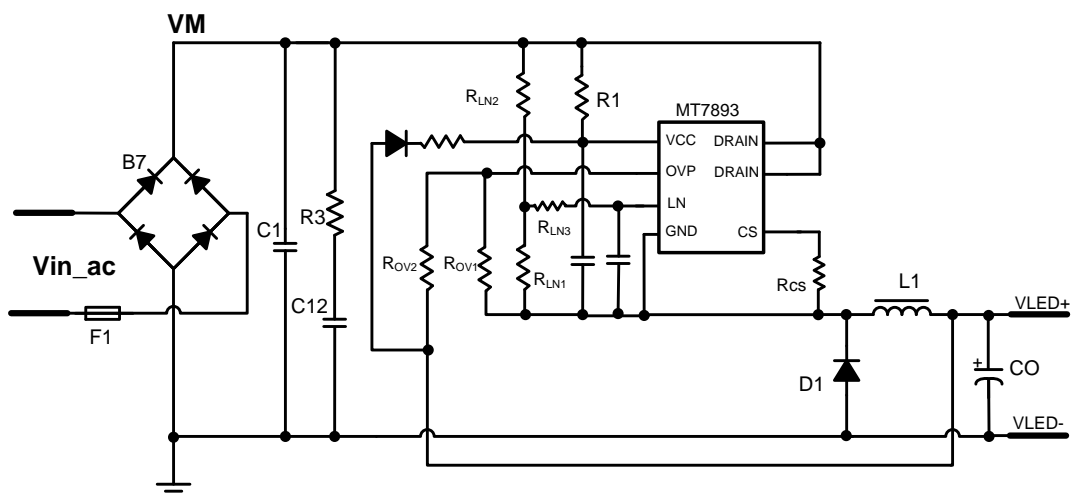 VM
RLN2
R1
MT7893
B7
VCC
DRAIN
OVP
DRAIN
LN
GND
CS
C1
R3
RLN3
Vin_ac
ROV2
ROV1
RLN1
Rcs
L1
VLED+
F1
C12
D1
+
CO
VLED-